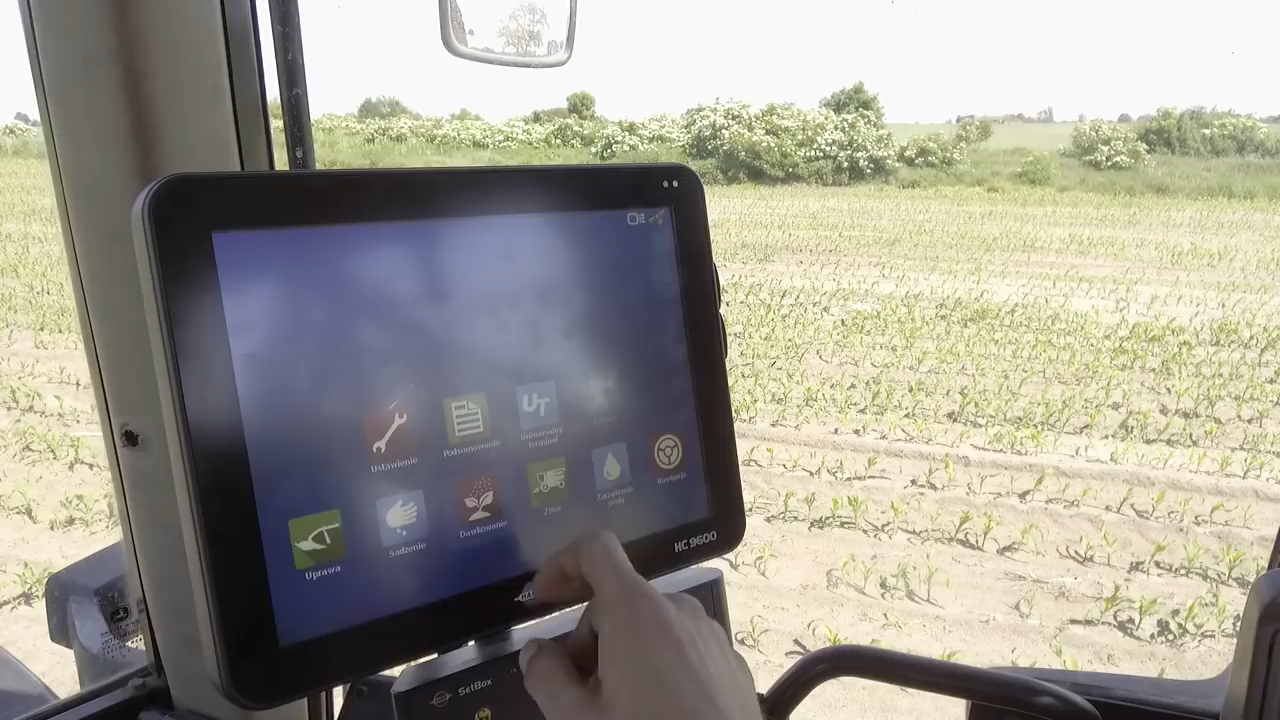 UT
Ustawienie
Podsumowanie
Uniwersalny
terminal
Uprawa
Sadzenie
Dawkowanie
Zbiór
Zarządzanie
wodą
Nawigacja
HC 9600
SetBox